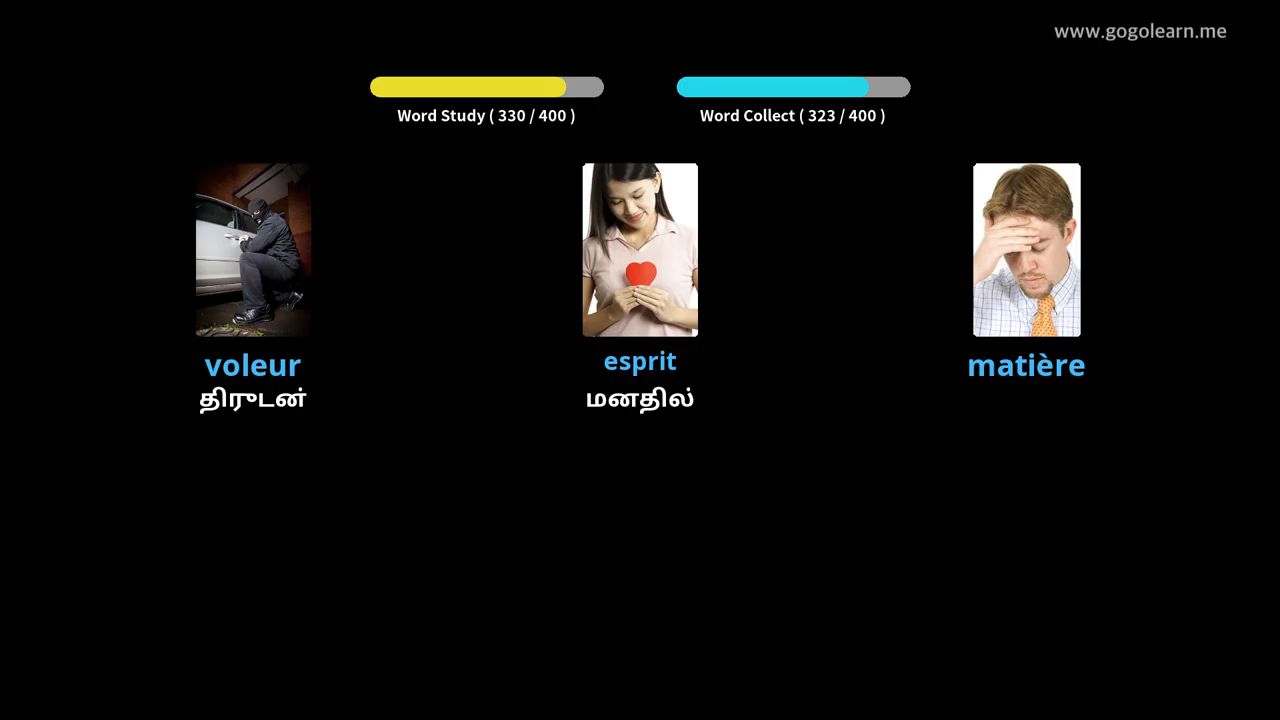 www.gogolearn.me
Word Study ( 330 / 400 )
Word Collect ( 323 / 400 )
voleur
திருடன்
esprit
மனதில்
matière